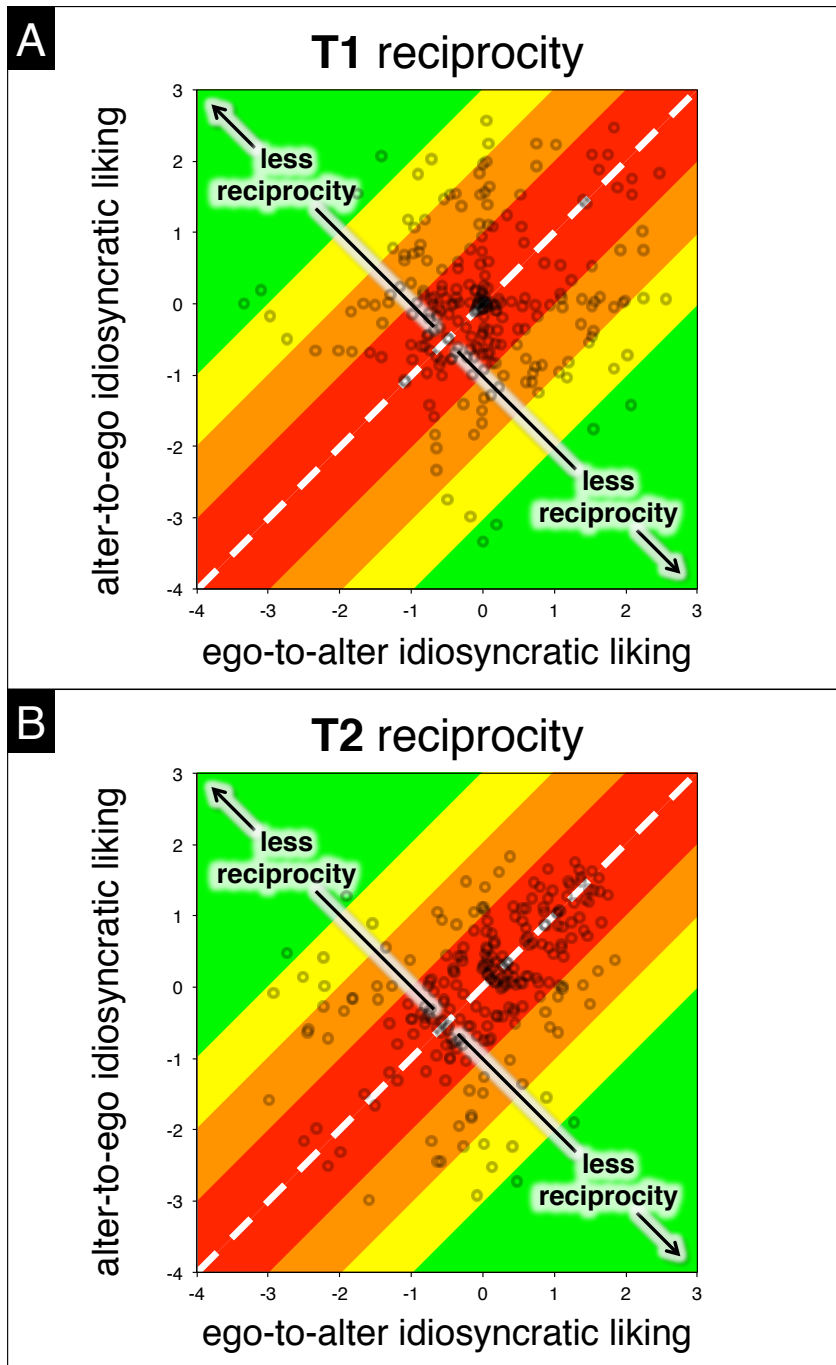 A
T1 reciprocity
alter-to-ego idiosyncratic liking
3
2
1
0
-1
-2
-3
-4
less
reciprocity
less
reciprocity
-4
-3
-2
-1
0
1
2
3
ego-to-alter idiosyncratic liking
B
T2 reciprocity
alter-to-ego idiosyncratic liking
3
2
1
0
-1
-2
-3
-4
less
reciprocity
less
reciprocity
-4
-3
-2
-1
0
1
2
3
ego-to-alter idiosyncratic liking